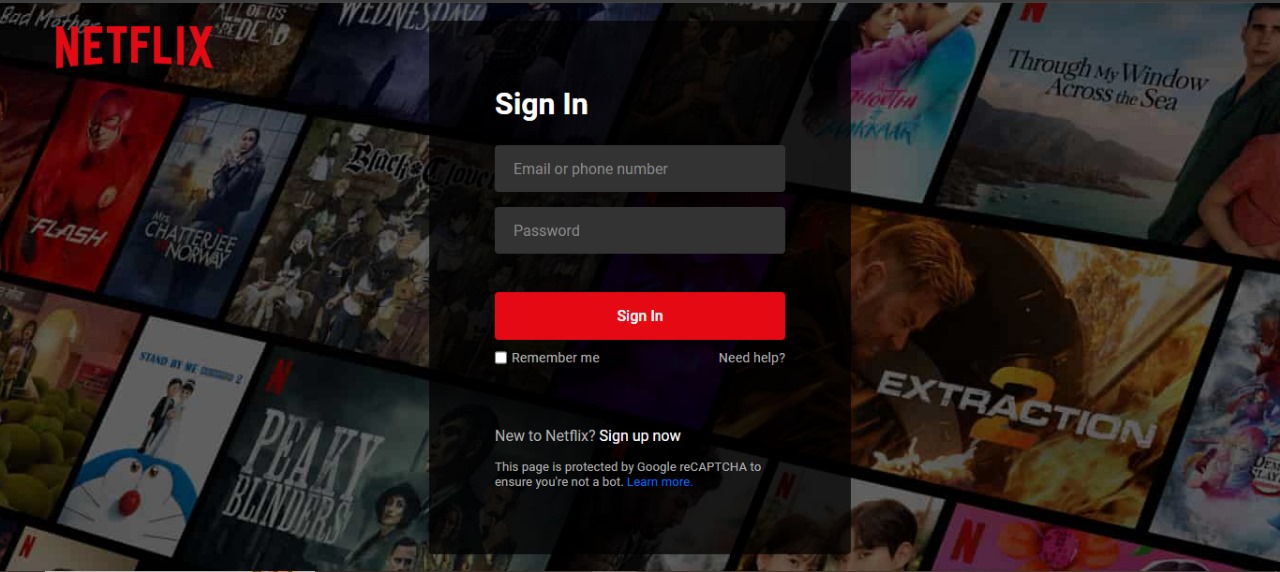 Bad Mother
ALL OF US
ARE DEAD
WEDNESDAY
NETFLIX
N
Through My Window
Across the Sea
Sign In
Email or phone number
Black Clover
FLASH
Mrs.
CHATTERJEE
NORWAY
Password
Sign In
Remember me
Need help?
STAND BY ME
2
N
PEAKY
BLINDERS
EXTRACTION
2
New to Netflix? Sign up now
This page is protected by Google reCAPTCHA to
ensure you're not a bot. Learn more.
N
N
N